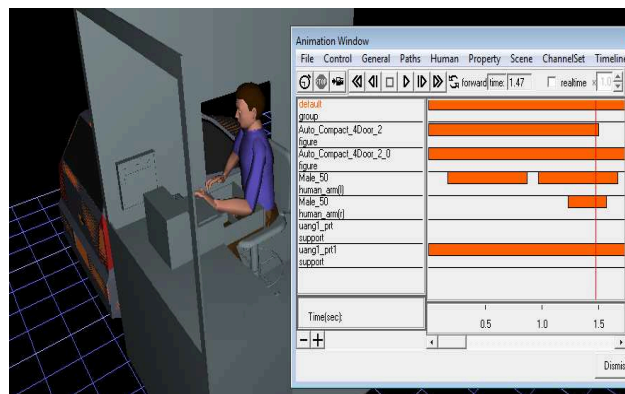 Animation Window
File Control General Paths Human Property Scene ChannelSet Timeline
forward time: 1.47 realtime x 1.0
default
group
Auto_Compact_4Door_2
figure
Auto_Compact_4Door_2_0
figure
Male_50
human_arm(l)
Male_50
human_arm(r)
uang1_prt
support
uang1_prt1
support
Time(sec):
0.5 1.0 1.5
Dismis